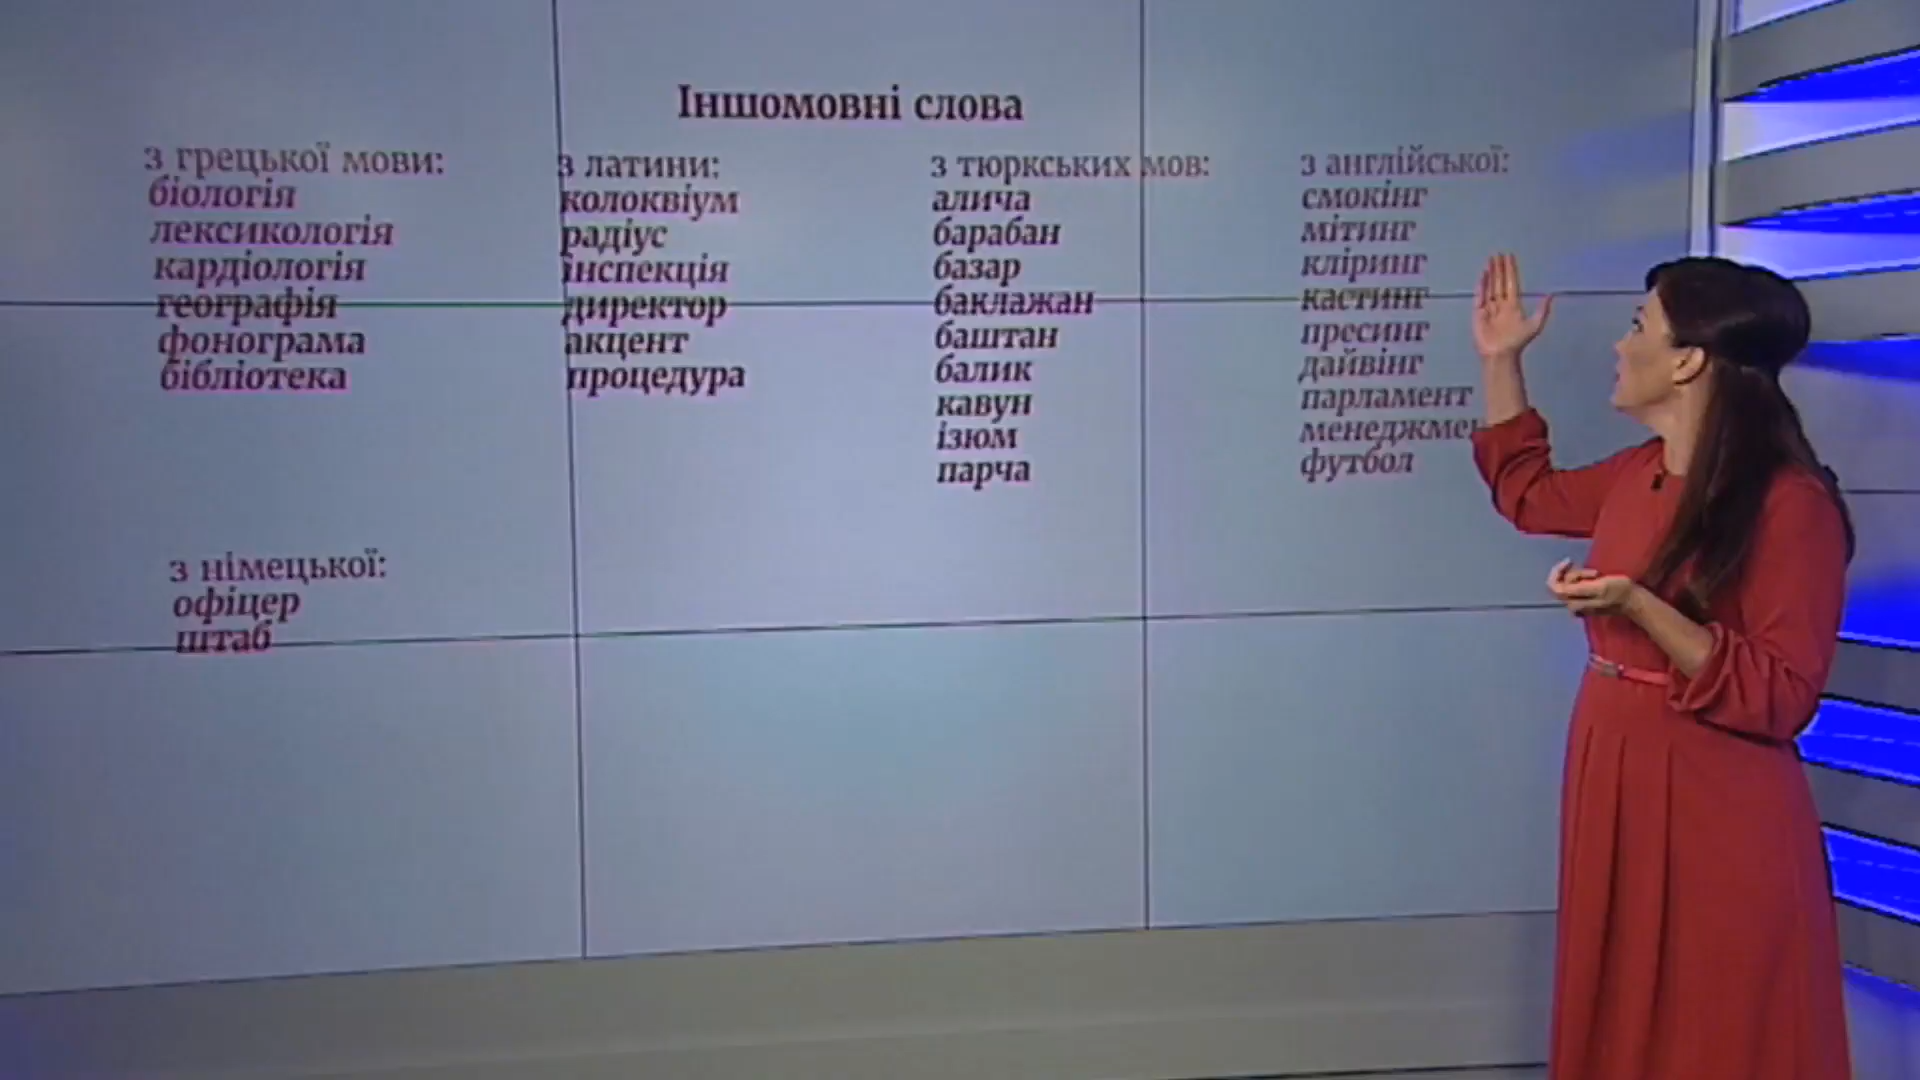 Іншомовні слова
з грецької мови:
біологія
лексикологія
кардіологія
географія
фонограма
бібліотека
з латини:
колоквіум
радіус
інспекція
директор
акцент
процедура
з тюркських мов:
алича
барабан
базар
баклажан
баштан
балик
кавун
ізюм
парча
з англійської:
смокінг
мітинг
кліринг
кастинг
пресинг
дайвінг
парламент
футбол
з німецької:
офіцер
штаб